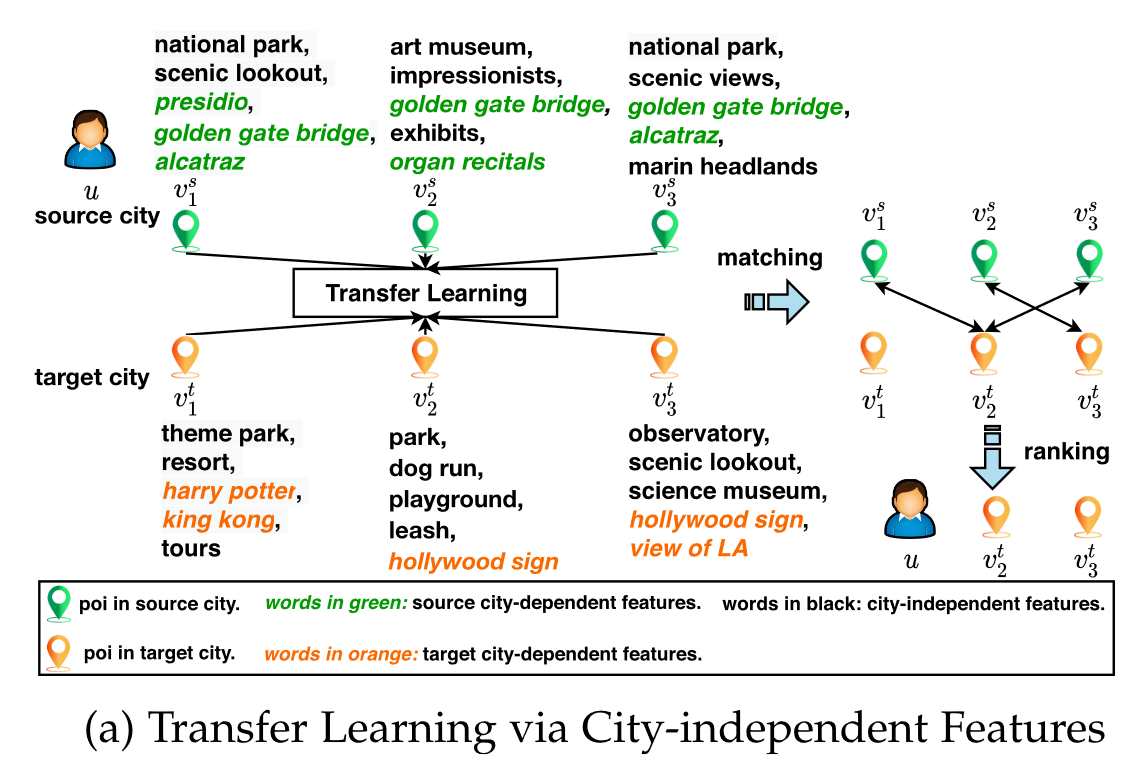 national park,
scenic lookout,
presidio,
golden gate bridge,
alcatraz
art museum,
impressionists,
golden gate bridge,
exhibits,
organ recitals
national park,
scenic views,
golden gate bridge,
alcatraz,
marin headlands
u
source city
v_1^s
v_2^s
v_3^s
Transfer Learning
target city
v_1^t
v_2^t
v_3^t
theme park,
resort,
harry potter,
king kong,
tours
park,
dog run,
playground,
leash,
hollywood sign
observatory,
scenic lookout,
science museum,
hollywood sign,
view of LA
matching
v_1^s
v_2^s
v_3^s
v_1^t
v_2^t
v_3^t
ranking
u
v_2^t
v_3^t
poi in source city. words in green: source city-dependent features. words in black: city-independent features.
poi in target city. words in orange: target city-dependent features.
(a) Transfer Learning via City-independent Features